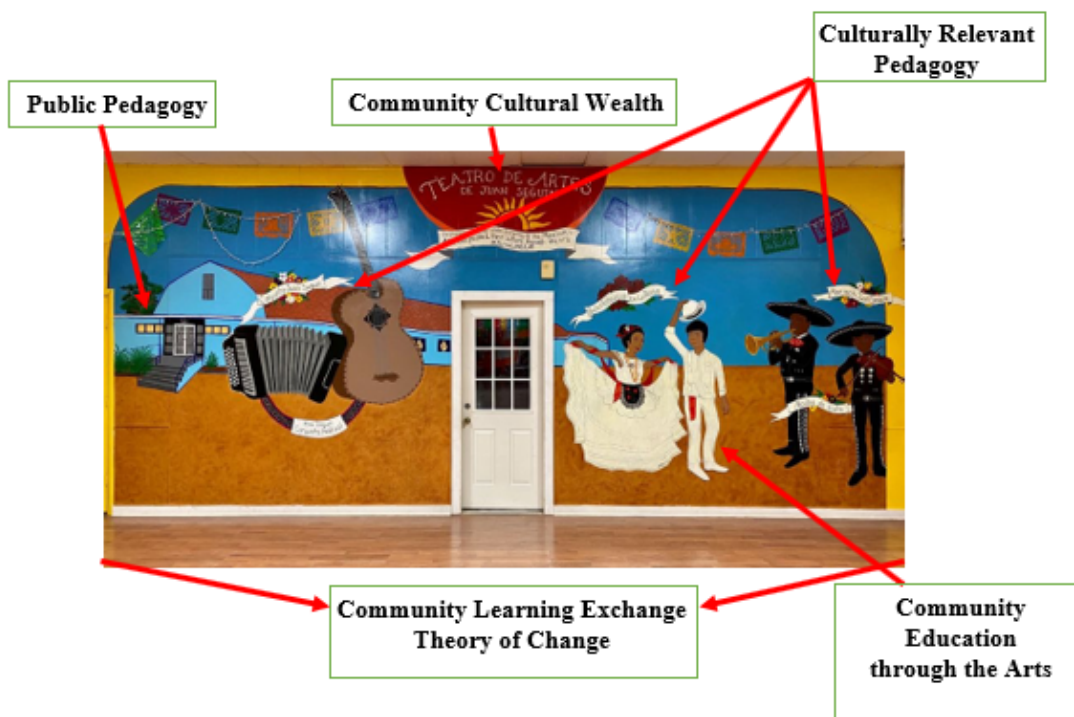 Culturally Relevant
Pedagogy
Public Pedagogy
Community Cultural Wealth
TEATRO DE ARTES
DE JUAN SEGUIN
Community Learning Exchange
Theory of Change
Community
Education
through the Arts